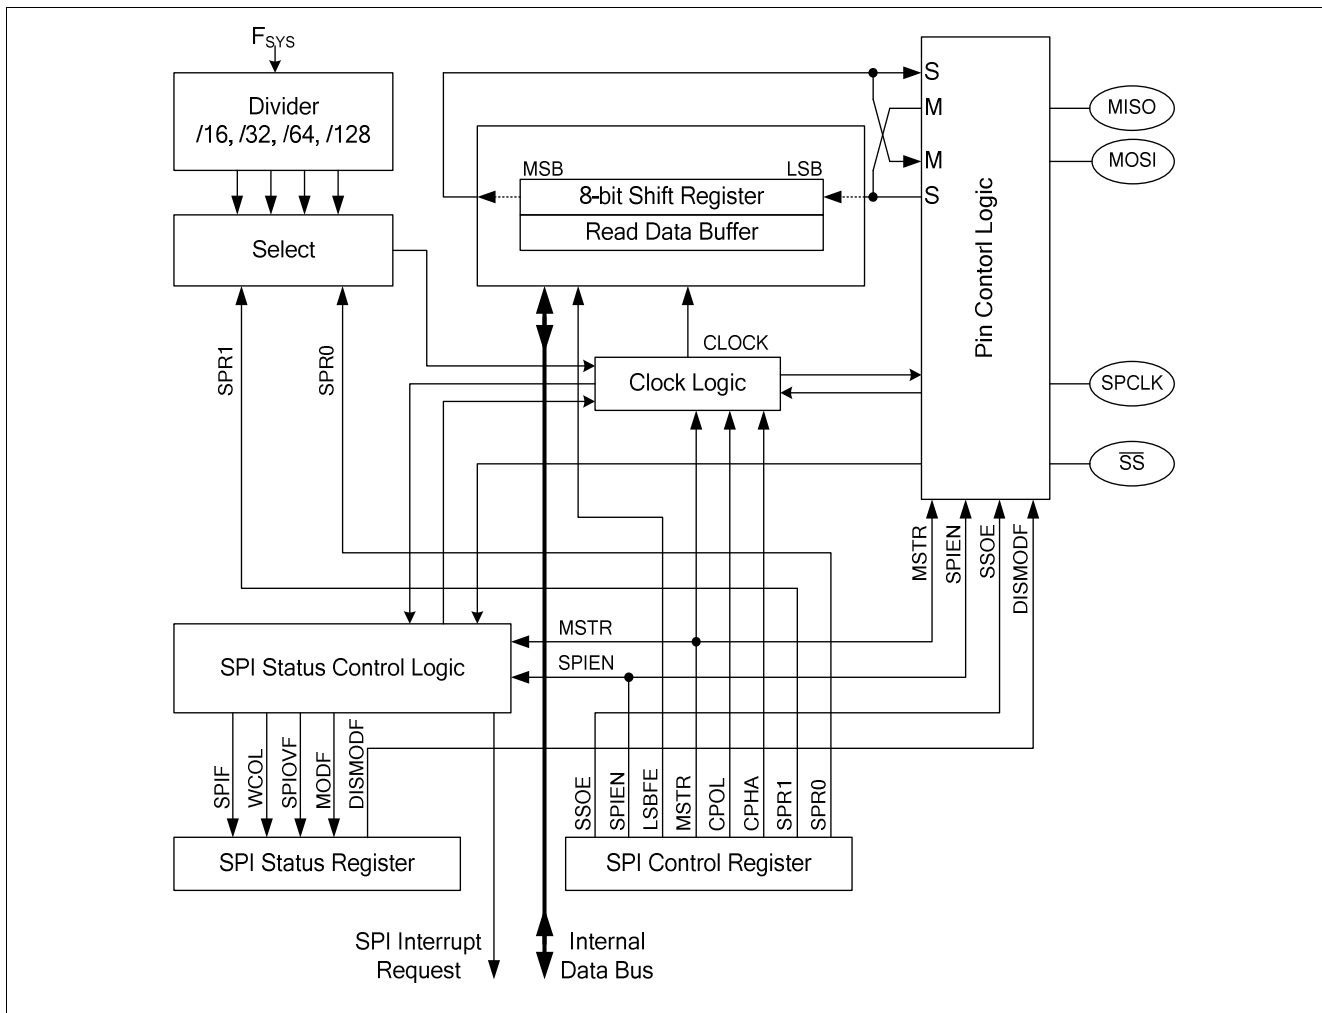 FSYS
Divider
/16, /32, /64, /128
Select
SPR1
SPR0
MSB
LSB
8-bit Shift Register
Read Data Buffer
S
M
M
S
Pin Contorl Logic
MISO
MOSI
SPCLK
SS
CLOCK
Clock Logic
MSTR
SPIEN
SSOE
DISMODF
MSTR
SPIEN
SPI Status Control Logic
SPIF
WCOL
SPIOVF
MODF
DISMODF
SPI Status Register
SSOE
SPIEN
LSBFE
MSTR
CPOL
CPHA
SPR1
SPR0
SPI Control Register
SPI Interrupt
Request
Internal
Data Bus